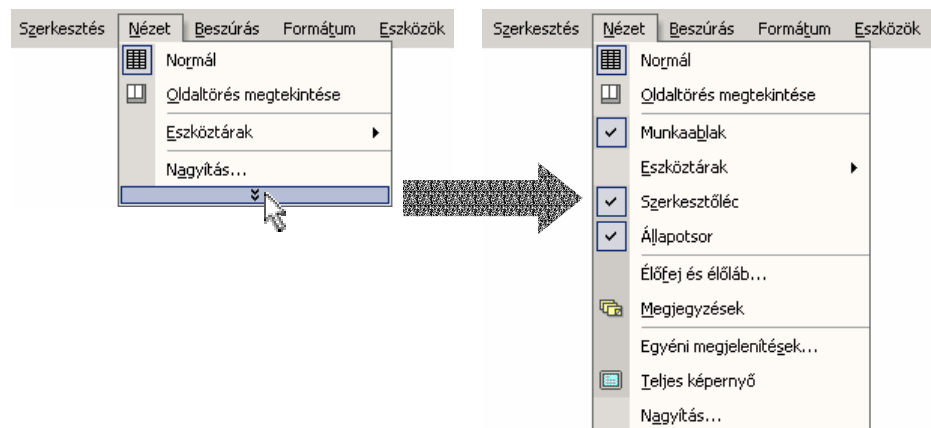 Szerkesztés Nézet Beszúrás Formátum Eszközök
Normál
Oldaltörés megtekintése
Eszköztárak
Nagyítás...
Szerkesztés Nézet Beszúrás Formátum Eszközök
Normál
Oldaltörés megtekintése
Munkaablak
Eszköztárak
Szerkesztőléc
Állapotsor
Élőfej és élőláb...
Megjegyzések
Egyéni megjelenítések...
Teljes képernyő
Nagyítás...